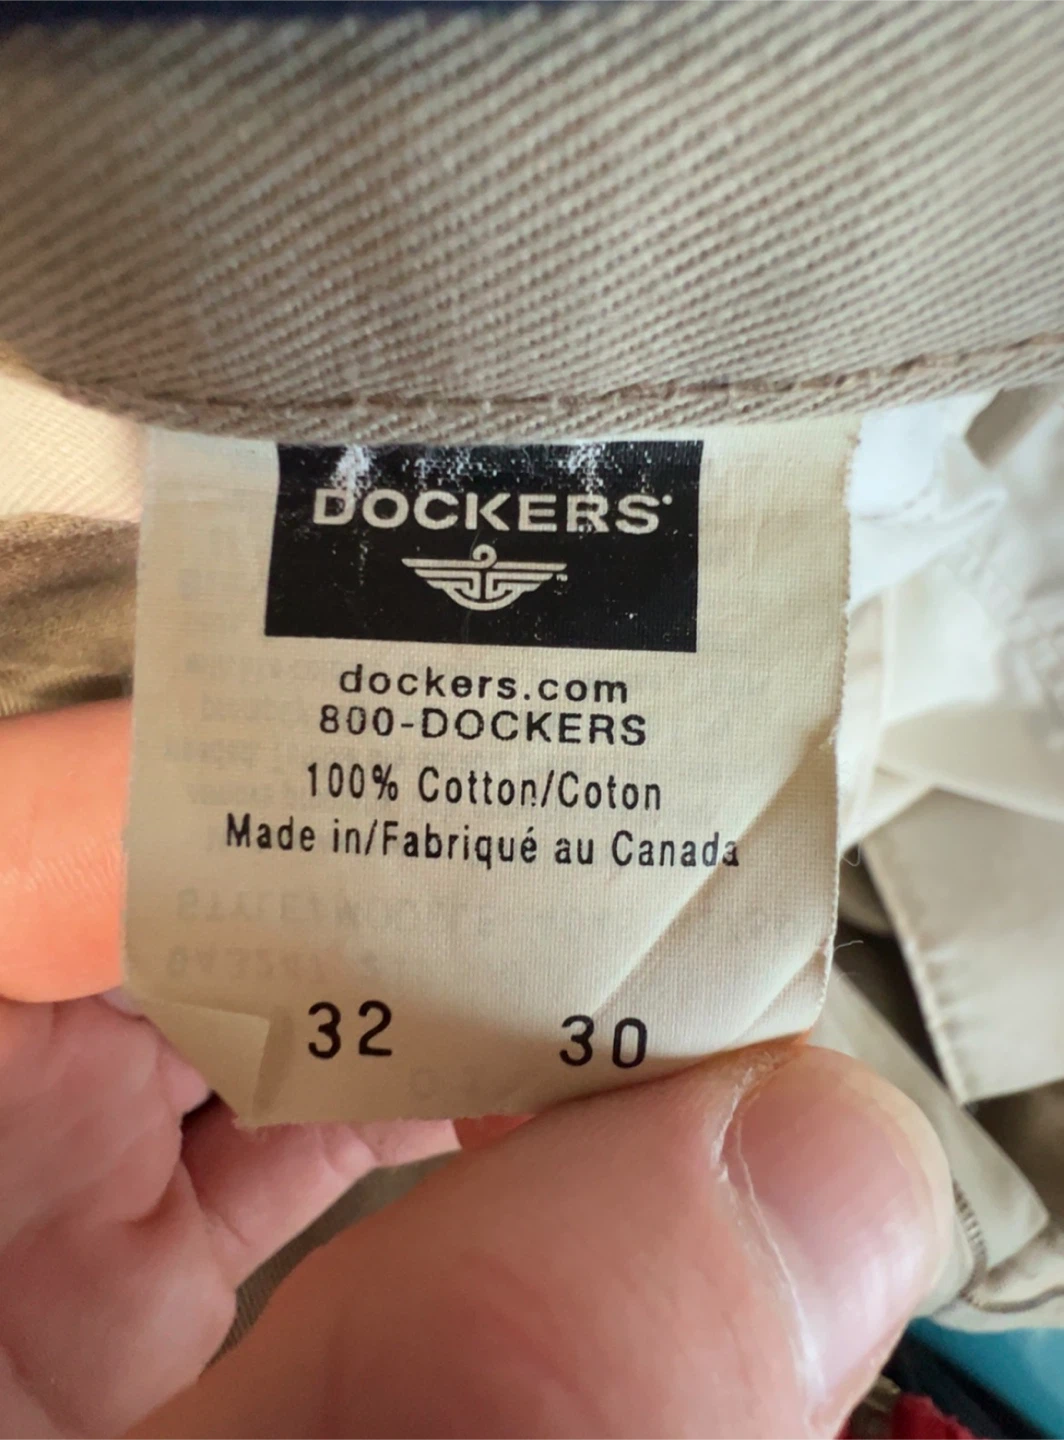 DOCKERS
dockers.com
800-DOCKERS
100% Cotton/Coton
Made in/Fabriqué au Canada
32 30